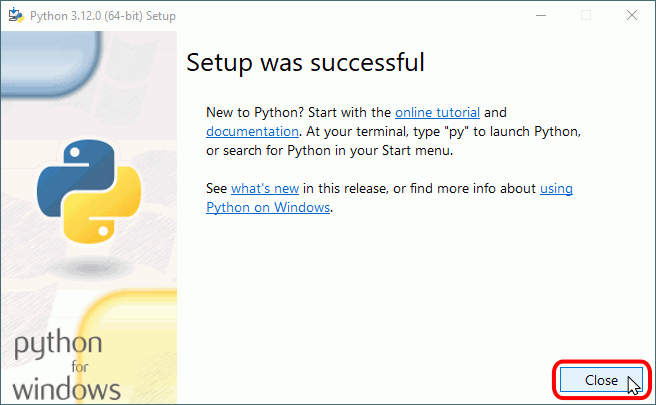 Python 3.12.0 (64-bit) Setup
Setup was successful
New to Python? Start with the online tutorial and
documentation. At your terminal, type "py" to launch Python,
or search for Python in your Start menu.
See what's new in this release, or find more info about using
Python on Windows.
python
for
windows
Close